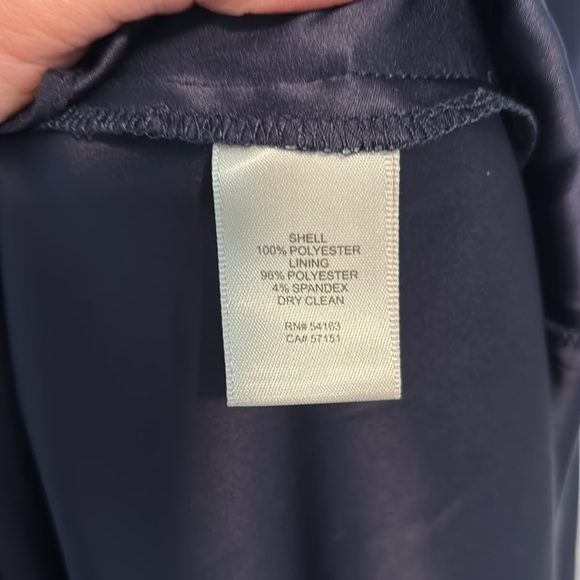 SHELL
100% POLYESTER
LINING
96% POLYESTER
4% SPANDEX
DRY CLEAN
RN# 54163
CA# 57151